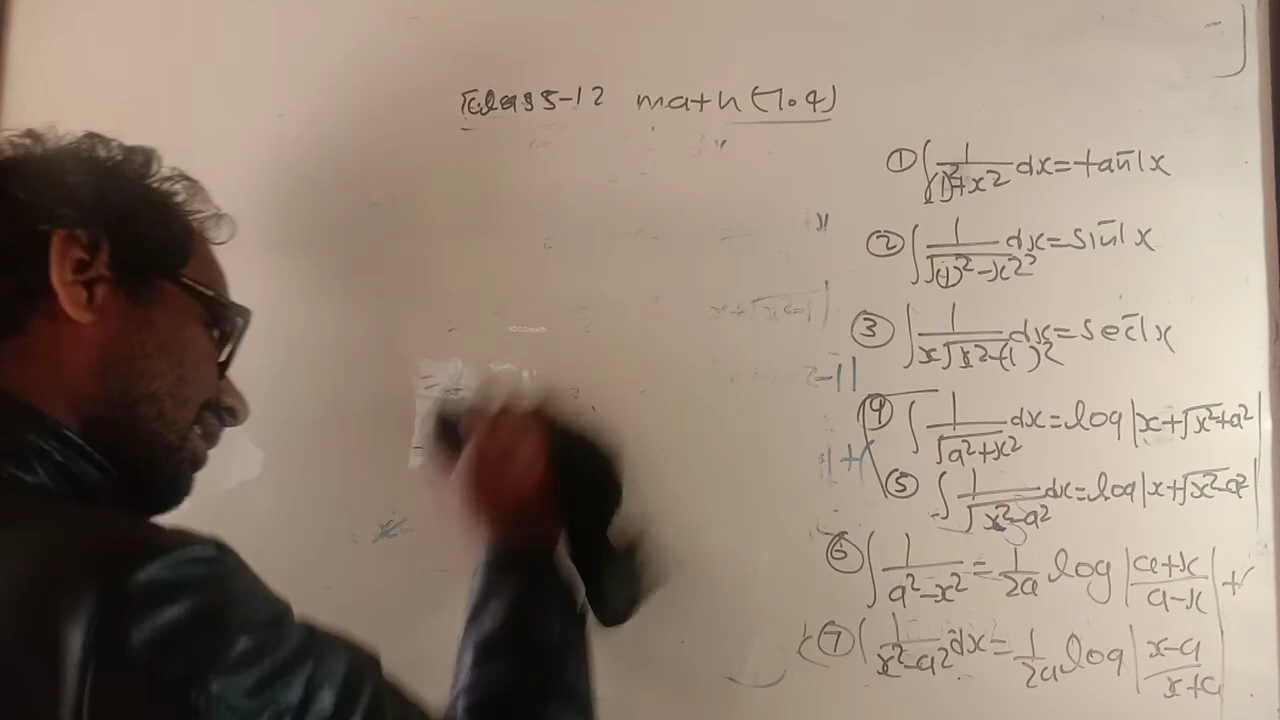 Class-12 math (7.4)
① ∫ 1/((1)²+x²) dx = tan⁻¹x
② ∫ 1/√((1)²-x²) dx = sin⁻¹x
③ ∫ 1/(x√(x²-(1)²)) dx = sec⁻¹x
④ ∫ 1/√(a²+x²) dx = log|x+√(x²+a²)|
⑤ ∫ 1/√(x²-a²) dx = log|x+√(x²-a²)|
⑥ ∫ 1/(a²-x²) = 1/2a log |(a+x)/(a-x)| +
⑦ ∫ 1/(x²-a²) dx = 1/2a log |(x-a)/(x+a)